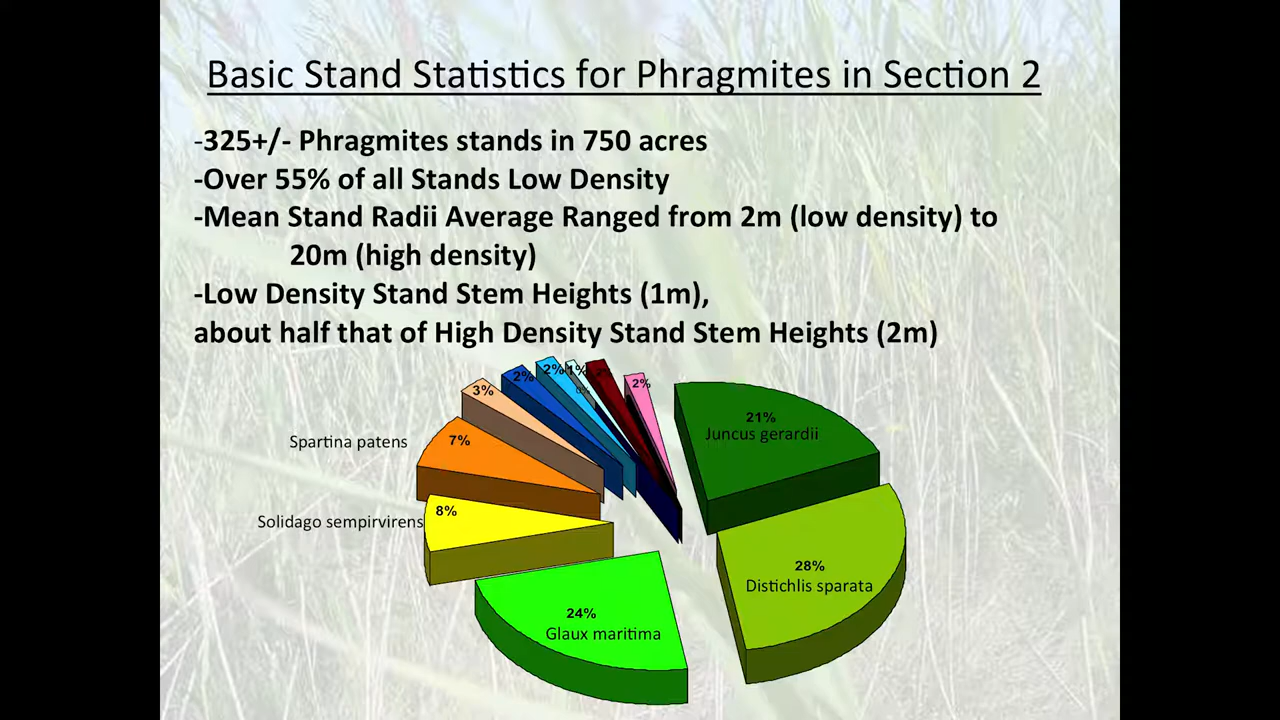 Basic Stand Statistics for Phragmites in Section 2
-325+/- Phragmites stands in 750 acres
-Over 55% of all Stands Low Density
-Mean Stand Radii Average Ranged from 2m (low density) to
20m (high density)
-Low Density Stand Stem Heights (1m),
about half that of High Density Stand Stem Heights (2m)
2%
2%
1%
0%
2%
3%
21%
Juncus gerardii
Spartina patens
7%
8%
Solidago sempirvirens
28%
Distichlis sparata
24%
Glaux maritima